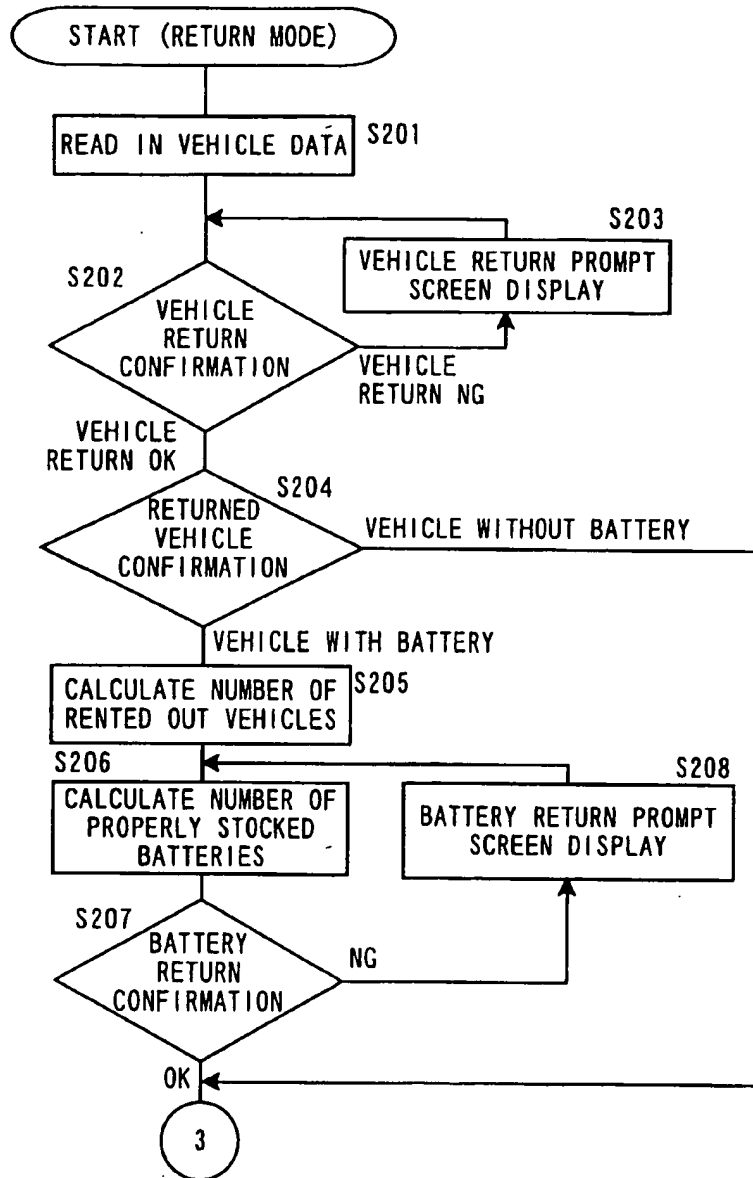 START (RETURN MODE)
READ IN VEHICLE DATA
S201
S203
VEHICLE RETURN PROMPT
SCREEN DISPLAY
S202
VEHICLE
RETURN
CONFIRMATION
VEHICLE
RETURN NG
VEHICLE
RETURN OK
S204
RETURNED
VEHICLE
CONFIRMATION
VEHICLE WITHOUT BATTERY
VEHICLE WITH BATTERY
CALCULATE NUMBER OF
RENTED OUT VEHICLES
S205
S206
CALCULATE NUMBER OF
PROPERLY STOCKED
BATTERIES
S208
BATTERY RETURN PROMPT
SCREEN DISPLAY
S207
BATTERY
RETURN
CONFIRMATION
NG
OK
3